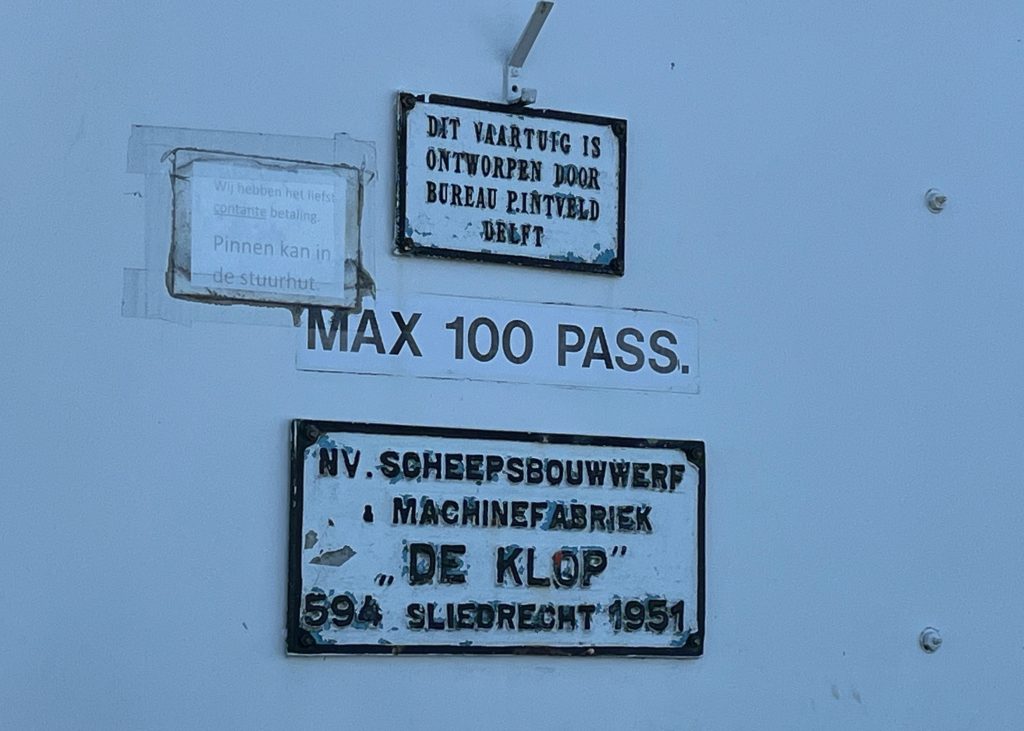 DIT VAARTUIG IS
ONTWORPEN DOOR
BUREAU P.INTVELD
DELFT
Wij hebben het liefst
contante betaling.
Pinnen kan in
de stuurhut.
MAX 100 PASS.
NV. SCHEEPSBOUWWERF
& MACHINEFABRIEK
„DE KLOP”
594 SLIEDRECHT 1951